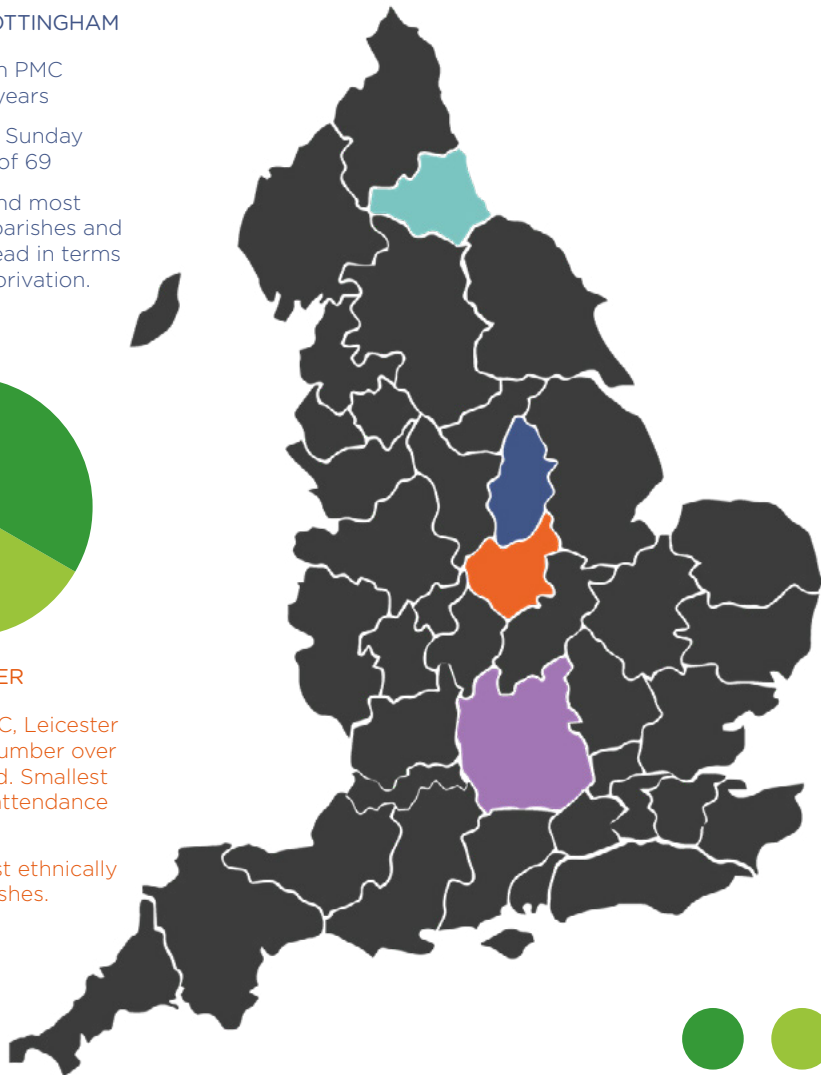 OTTINGHAM
n PMC
years
Sunday
of 69
nd most
parishes and
ead in terms
privation.
ER
C, Leicester
umber over
d. Smallest
attendance
st ethnically
shes.